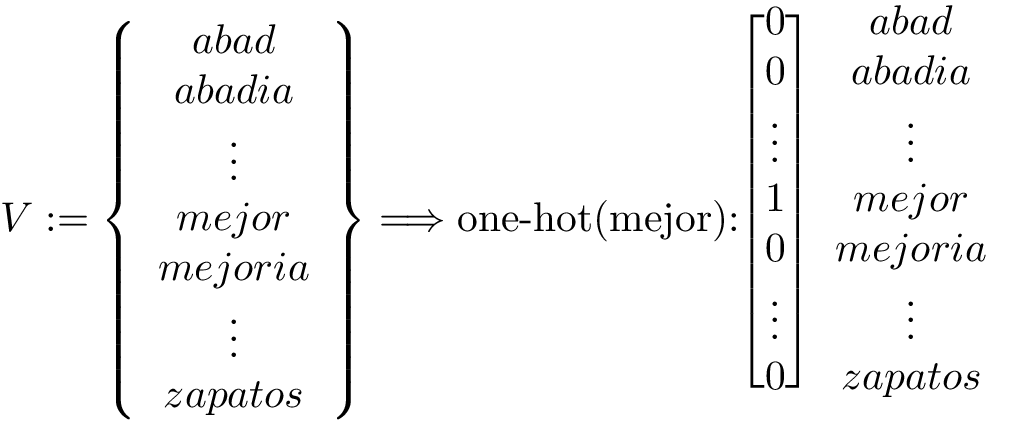 V := { abad abadia ⋮ mejor mejoria ⋮ zapatos } ⟹ one-hot(mejor):
0 abad
0 abadia
⋮ ⋮
1 mejor
0 mejoria
⋮ ⋮
0 zapatos